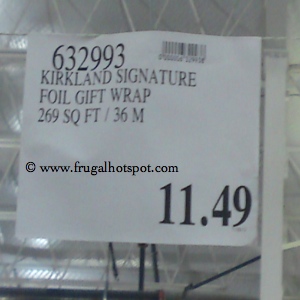 632993
KIRKLAND SIGNATURE
FOIL GIFT WRAP
269 SQ FT / 36 M
© www.frugalhotspot.com
11.49